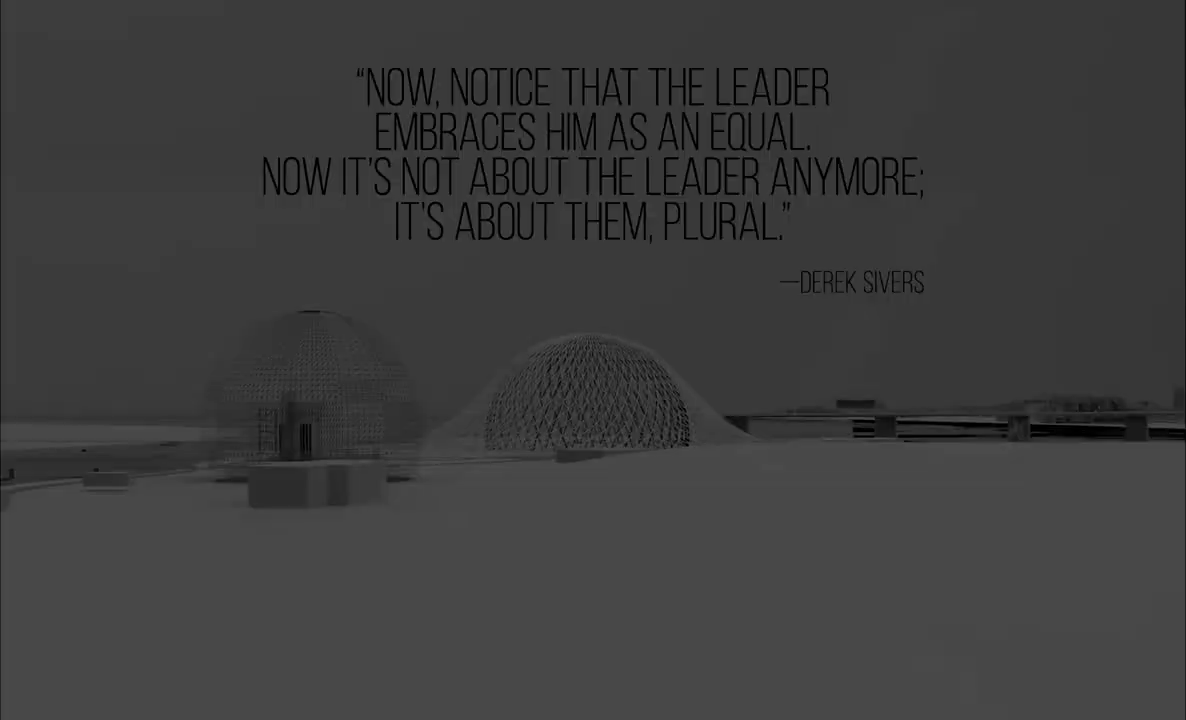 “NOW, NOTICE THAT THE LEADER
EMBRACES HIM AS AN EQUAL.
NOW IT’S NOT ABOUT THE LEADER ANYMORE;
IT’S ABOUT THEM, PLURAL.”
—DEREK SIVERS